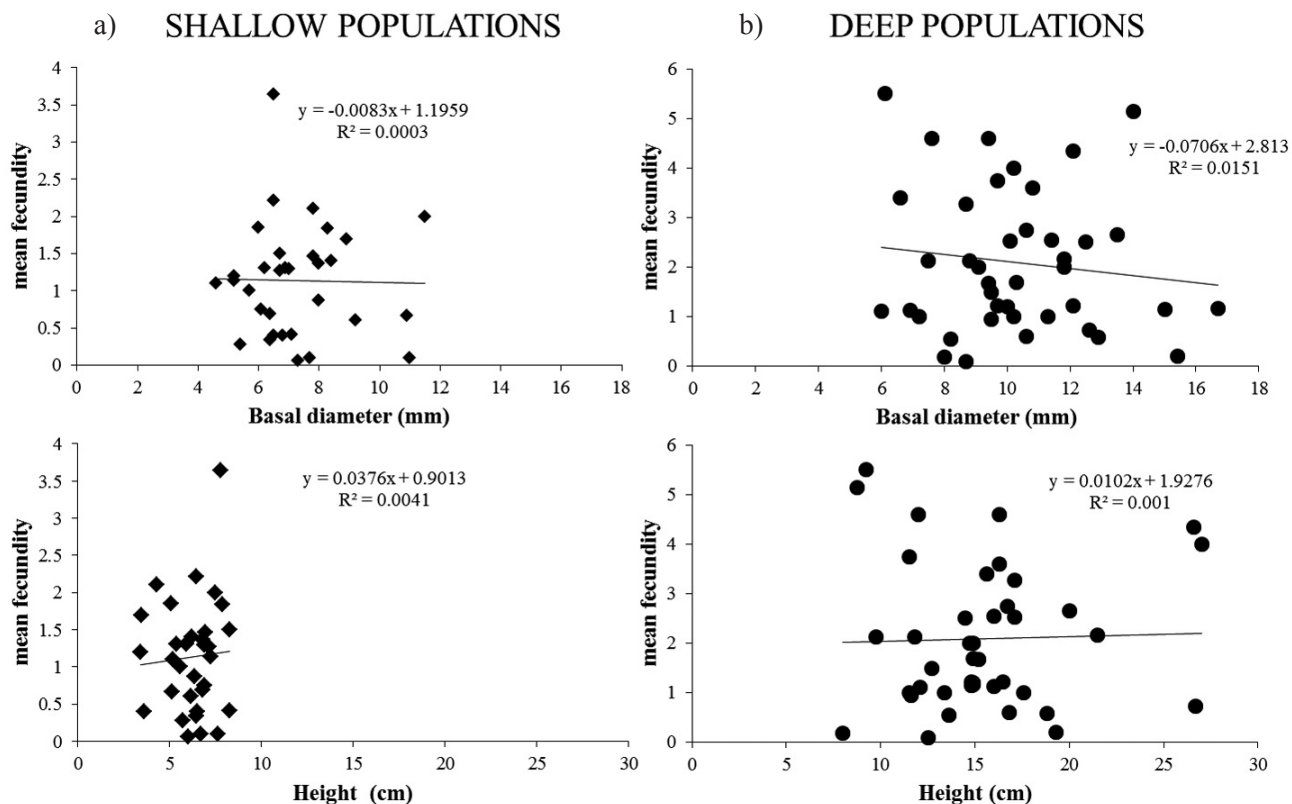 a) SHALLOW POPULATIONS
4
3.5
3
2.5
2
1.5
1
0.5
0
mean fecundity
y = -0.0083x + 1.1959
R² = 0.0003
0 2 4 6 8 10 12 14 16 18
Basal diameter (mm)
b) DEEP POPULATIONS
6
5
4
3
2
1
0
mean fecundity
y = -0.0706x + 2.813
R² = 0.0151
0 2 4 6 8 10 12 14 16 18
Basal diameter (mm)
4
3.5
3
2.5
2
1.5
1
0.5
0
mean fecundity
y = 0.0376x + 0.9013
R² = 0.0041
0 5 10 15 20 25 30
Height (cm)
6
5
4
3
2
1
0
mean fecundity
y = 0.0102x + 1.9276
R² = 0.001
0 5 10 15 20 25 30
Height (cm)